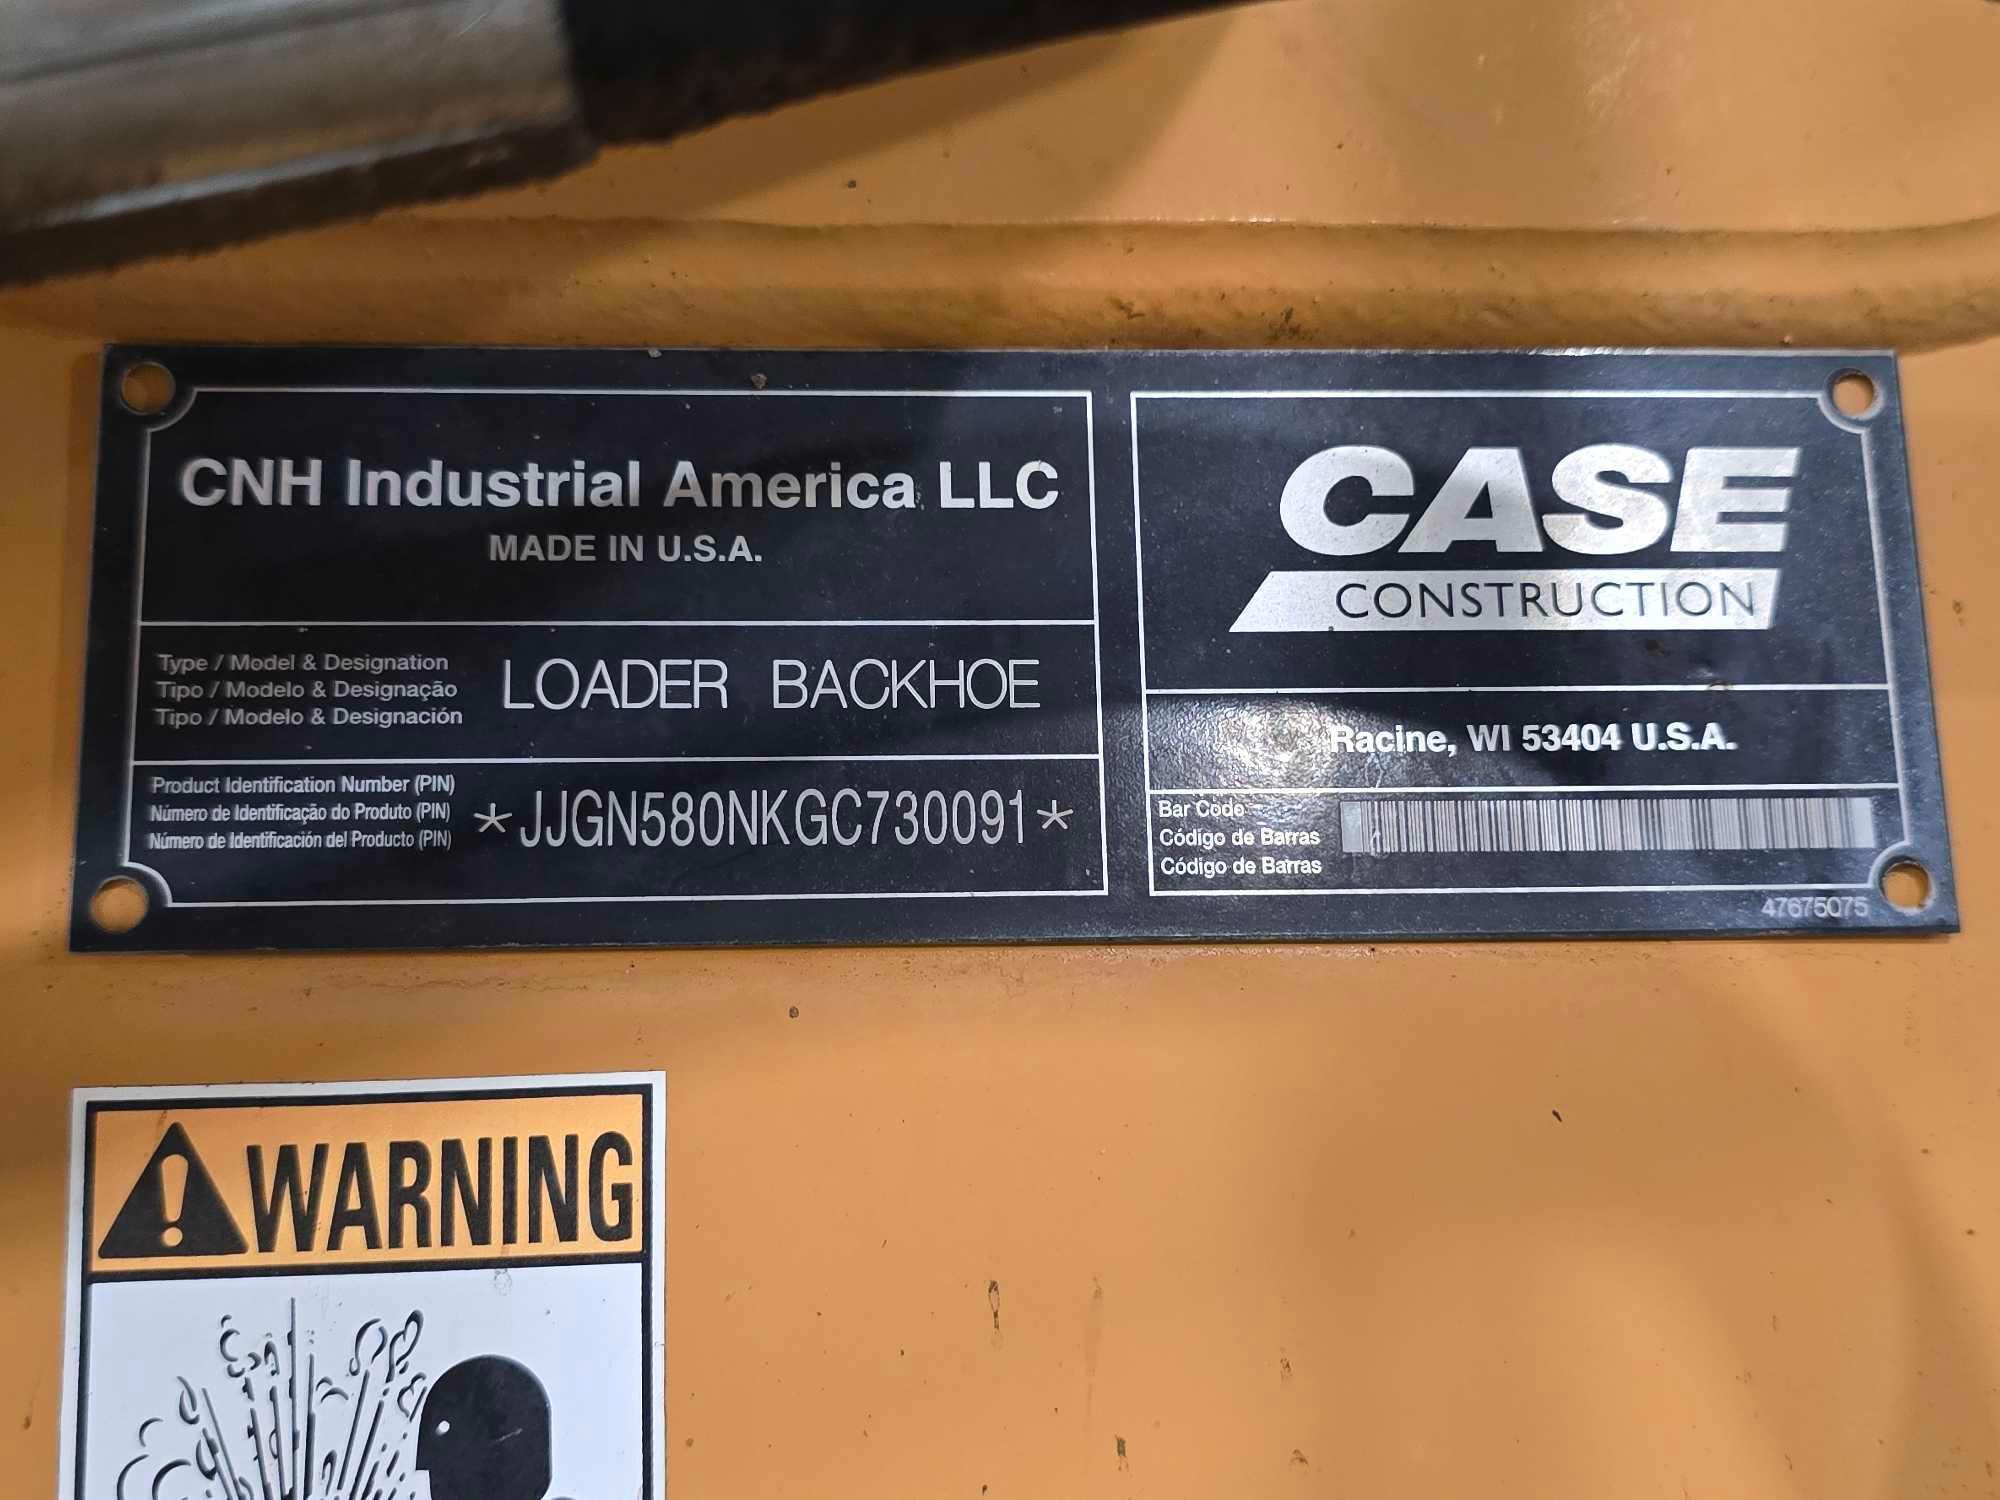 CNH Industrial America LLC
MADE IN U.S.A.
Type / Model & Designation
Tipo / Modelo & Designação
Tipo / Modelo & Designación
LOADER BACKHOE
Product Identification Number (PIN)
Número de Identificação do Produto (PIN)
Número de Identificación del Producto (PIN)
*JJGN580NKGC730091*
CASE
CONSTRUCTION
Racine, WI 53404 U.S.A.
Bar Code
Código de Barras
Código de Barras
47675075
WARNING